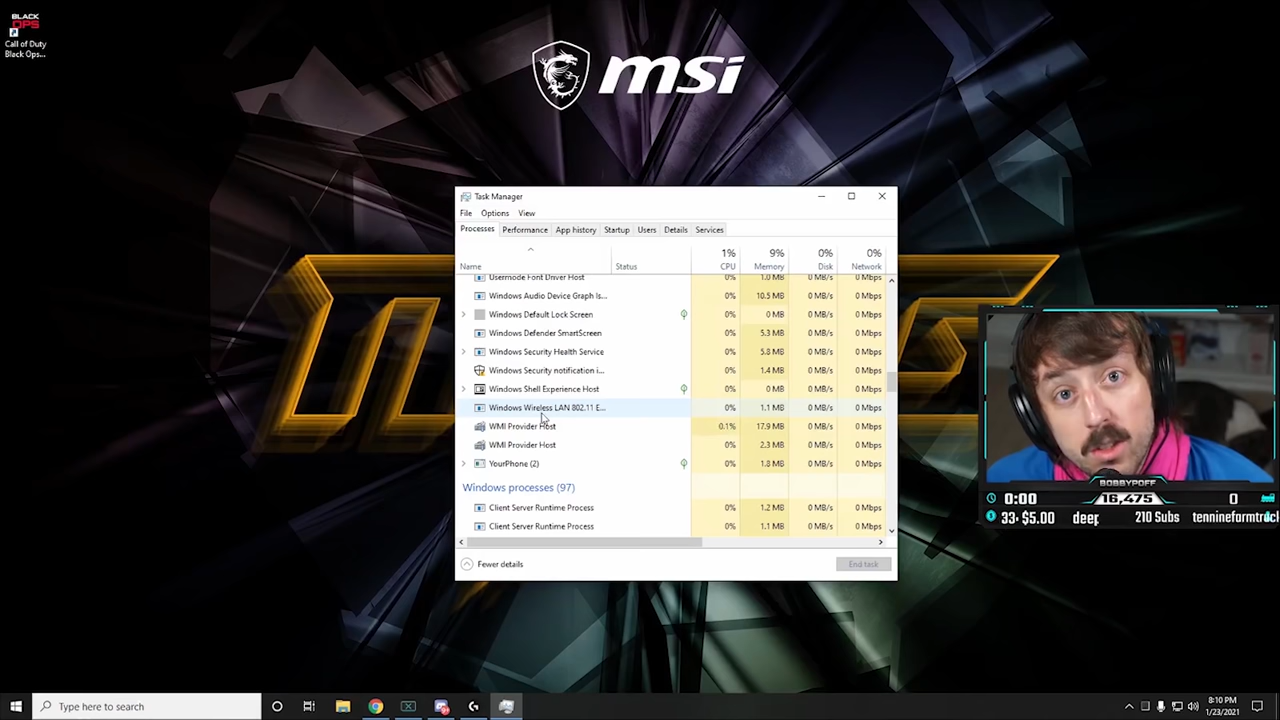 BLACK
OPS
Call of Duty
Black Ops...
msi
Task Manager
File Options View
Processes Performance App history Startup Users Details Services
1% 9% 0% 0%
Name Status CPU Memory Disk Network
Usermode Font Driver Host 0% 1.0 MB 0 MB/s 0 Mbps
Windows Audio Device Graph Is... 0% 10.5 MB 0 MB/s 0 Mbps
Windows Default Lock Screen 0% 0 MB 0 MB/s 0 Mbps
Windows Defender SmartScreen 0% 5.3 MB 0 MB/s 0 Mbps
Windows Security Health Service 0% 5.8 MB 0 MB/s 0 Mbps
Windows Security notification i... 0% 1.4 MB 0 MB/s 0 Mbps
Windows Shell Experience Host 0% 0 MB 0 MB/s 0 Mbps
Windows Wireless LAN 802.11 E... 0% 1.1 MB 0 MB/s 0 Mbps
WMI Provider Host 0.1% 17.9 MB 0 MB/s 0 Mbps
WMI Provider Host 0% 2.3 MB 0 MB/s 0 Mbps
YourPhone (2) 0% 1.8 MB 0 MB/s 0 Mbps
Windows processes (97)
Client Server Runtime Process 0% 1.2 MB 0 MB/s 0 Mbps
Client Server Runtime Process 0% 1.1 MB 0 MB/s 0 Mbps
Fewer details End task
BOBBYPOFF
0:00 16,475 0
33- $5.00 deep 210 Subs tenninefarmtrack
Type here to search
8:10 PM
1/23/2021